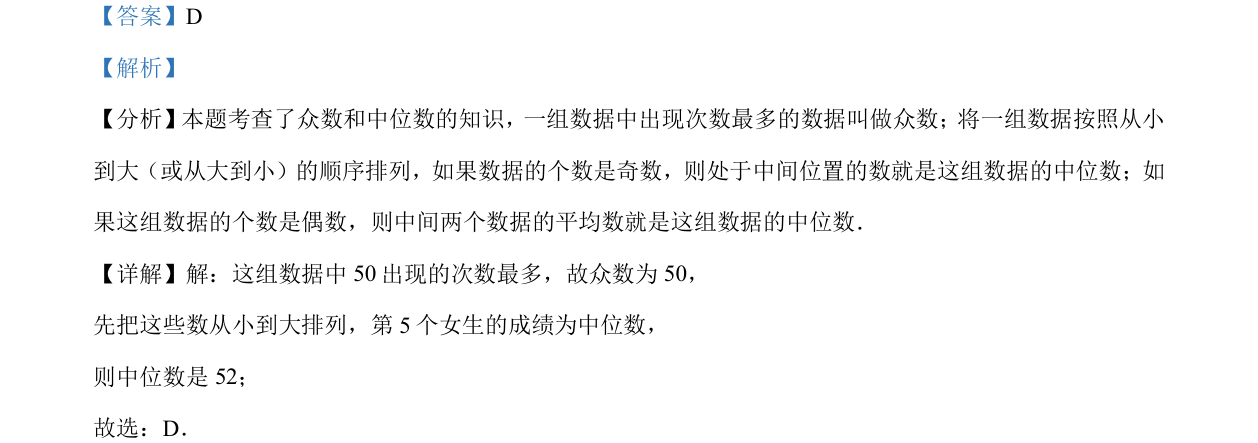 【答案】D
【解析】
【分析】本题考查了众数和中位数的知识，一组数据中出现次数最多的数据叫做众数；将一组数据按照从小
到大（或从大到小）的顺序排列，如果数据的个数是奇数，则处于中间位置的数就是这组数据的中位数；如
果这组数据的个数是偶数，则中间两个数据的平均数就是这组数据的中位数．
【详解】解：这组数据中 50 出现的次数最多，故众数为 50，
先把这些数从小到大排列，第 5 个女生的成绩为中位数，
则中位数是 52；
故选：D．